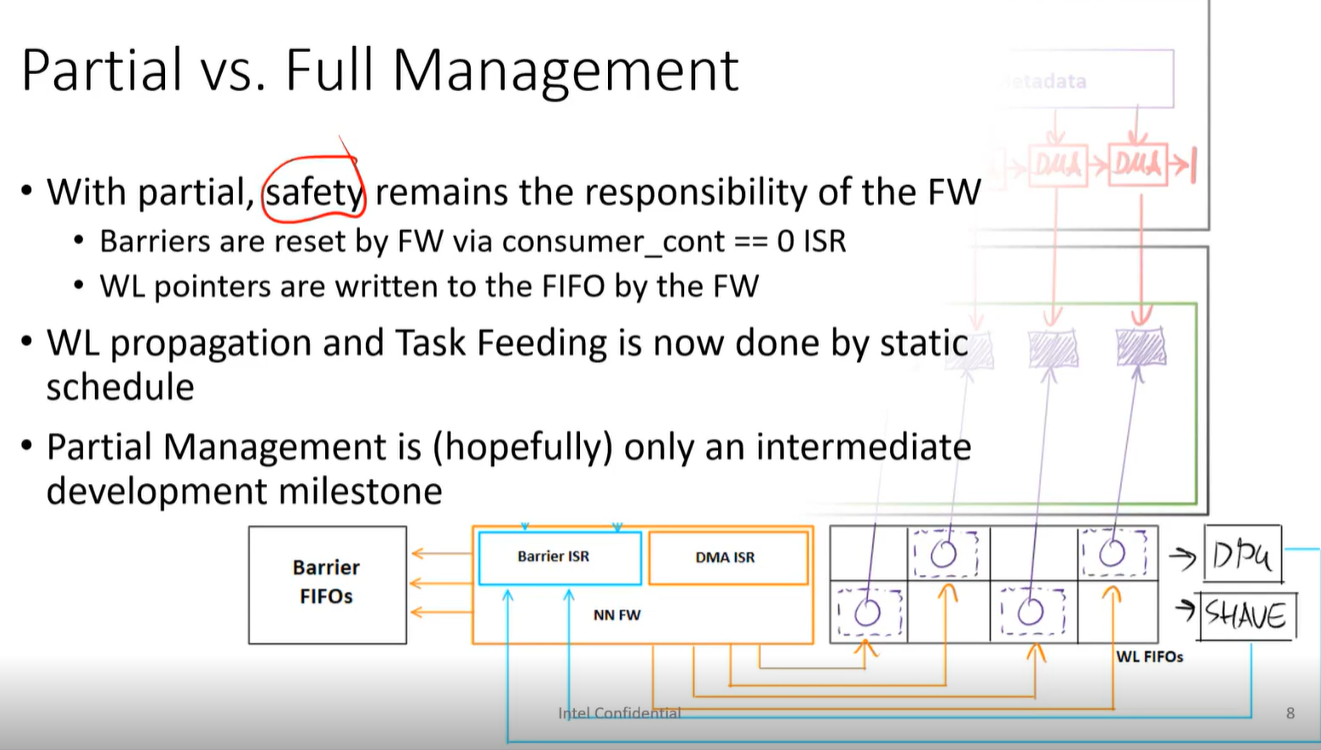 Partial vs. Full Management
etadata
DMA
DMA
• With partial, safety remains the responsibility of the FW
• Barriers are reset by FW via consumer_cont == 0 ISR
• WL pointers are written to the FIFO by the FW
• WL propagation and Task Feeding is now done by static
schedule
• Partial Management is (hopefully) only an intermediate
development milestone
Barrier
FIFOs
Barrier ISR
DMA ISR
NN FW
DPU
SHAVE
WL FIFOs
Intel Confidential
8